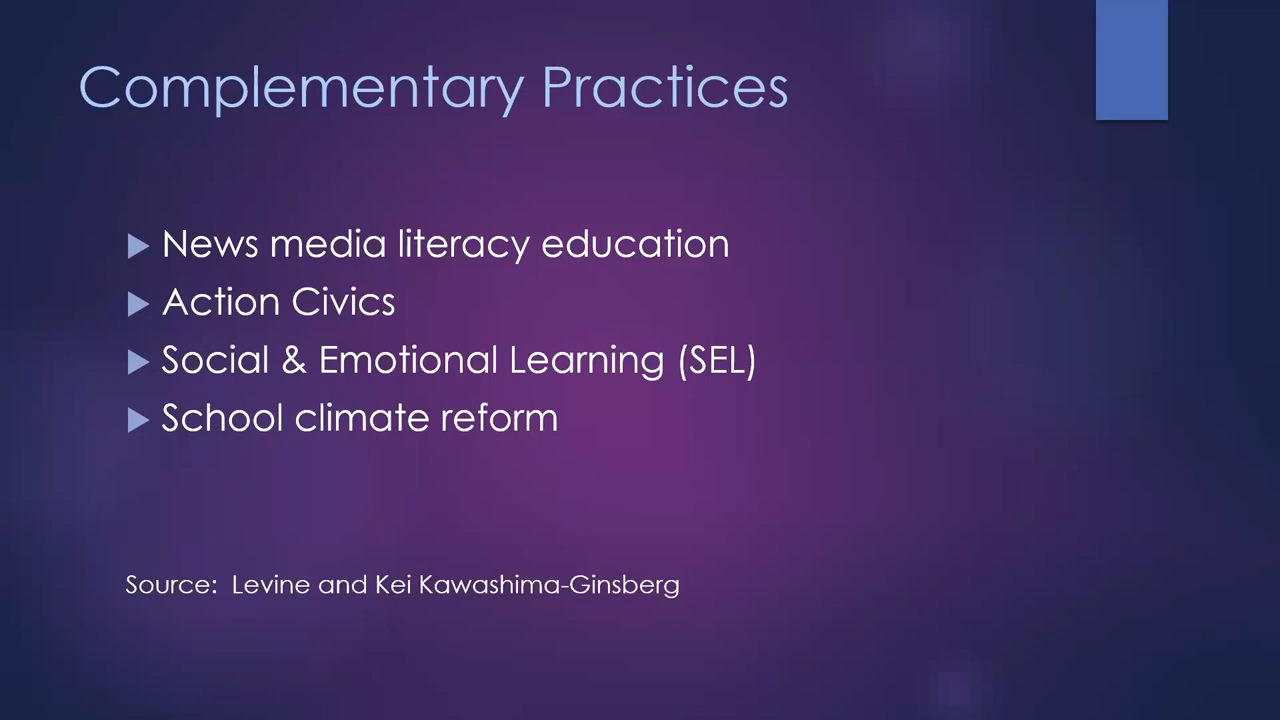 Complementary Practices
News media literacy education
Action Civics
Social & Emotional Learning (SEL)
School climate reform
Source:  Levine and Kei Kawashima-Ginsberg